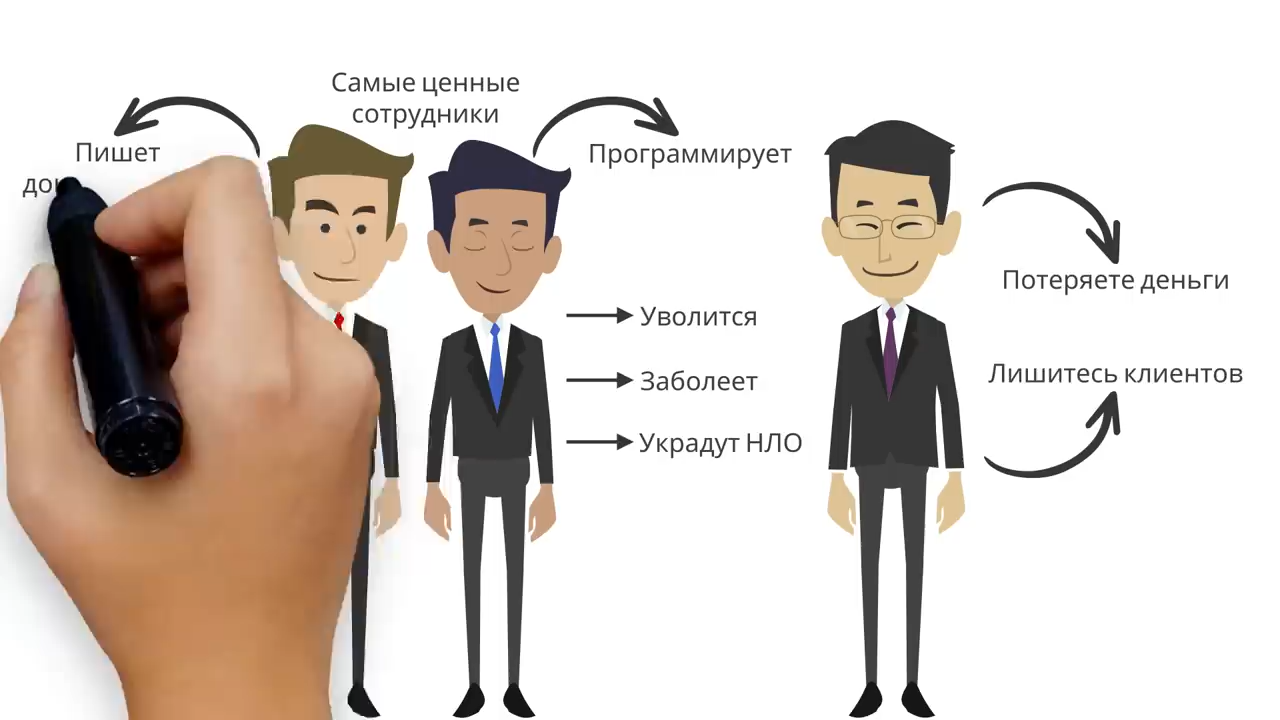 Самые ценные
сотрудники
Пишет
Программирует
Уволится
Заболеет
Украдут НЛО
Потеряете деньги
Лишитесь клиентов